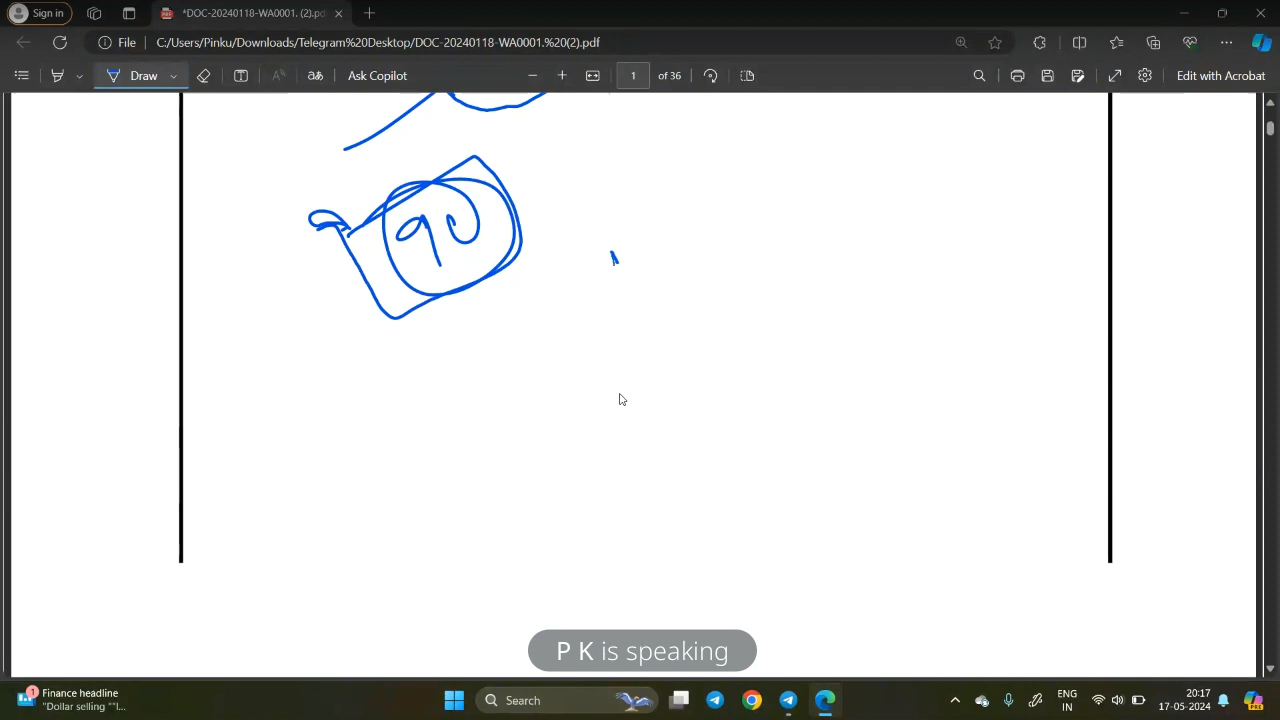 Sign in
*DOC-20240118-WA0001. (2).pd
File
C:/Users/Pinku/Downloads/Telegram%20Desktop/DOC-20240118-WA0001.%20(2).pdf
Draw
Ask Copilot
1 of 36
Edit with Acrobat
90
P K is speaking
1
Finance headline
"Dollar selling ""I...
Search
ENG
IN
20:17
17-05-2024